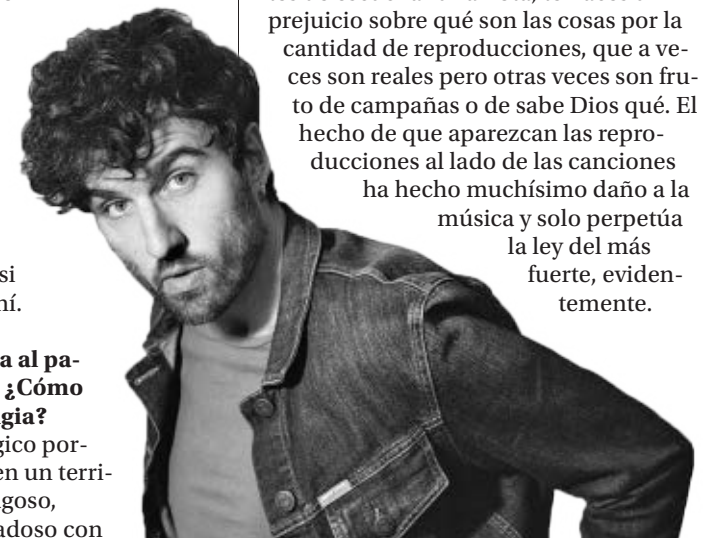 si
a al pa-
¿Cómo
gia?
gico por-
en un terri-
goso,
adoso con
prejuicio sobre qué son las cosas por la
cantidad de reproducciones, que a ve-
ces son reales pero otras veces son fru-
to de campañas o de sabe Dios qué. El
hecho de que aparezcan las repro-
ducciones al lado de las canciones
ha hecho muchísimo daño a la
música y solo perpetúa
la ley del más
fuerte, eviden-
temente.